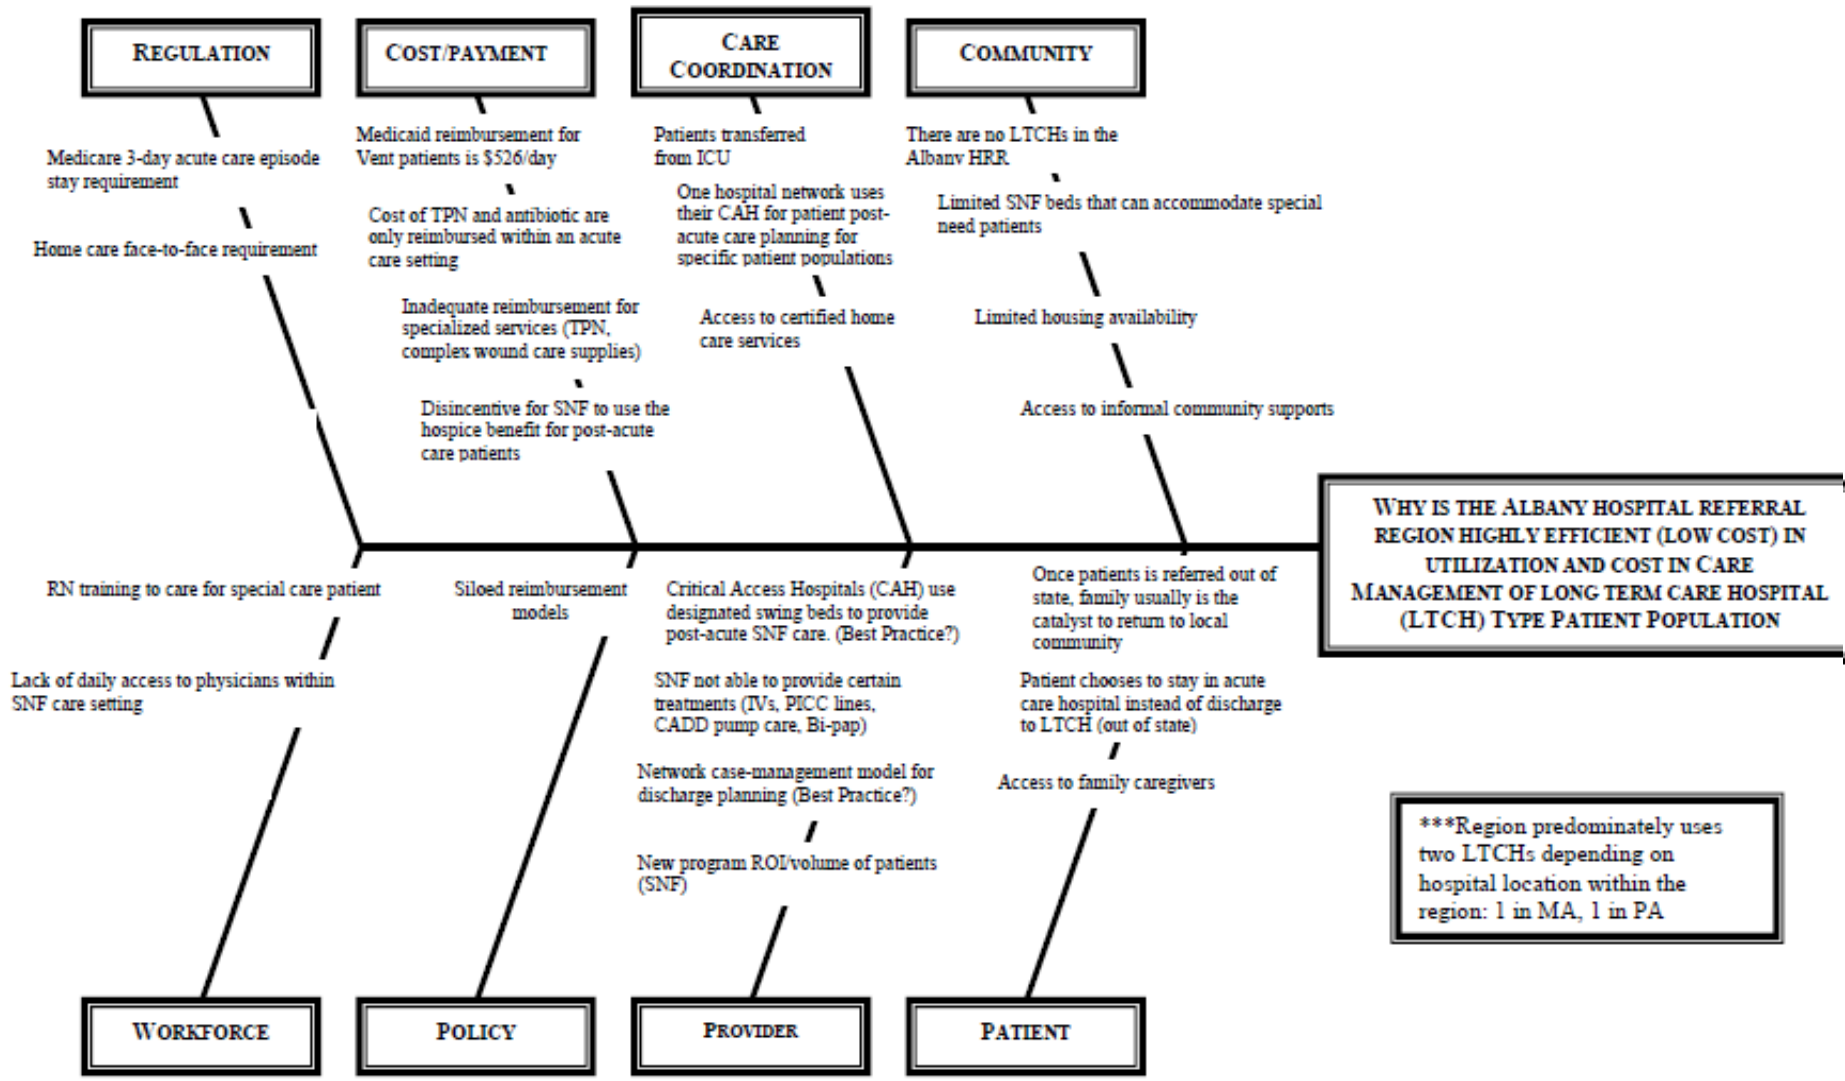 REGULATION
COST/PAYMENT
CARE
COORDINATION
COMMUNITY
Medicare 3-day acute care episode
stay requirement
Home care face-to-face requirement
Medicaid reimbursement for
Vent patients is $526/day
Cost of TPN and antibiotic are
only reimbursed within an acute
care setting
Inadequate reimbursement for
specialized services (TPN,
complex wound care supplies)
Disincentive for SNF to use the
hospice benefit for post-acute
care patients
Patients transferred
from ICU
One hospital network uses
their CAH for patient post-
acute care planning for
specific patient populations
Access to certified home
care services
There are no LTCHs in the
Albany HRR
Limited SNF beds that can accommodate special
need patients
Limited housing availability
Access to informal community supports
WHY IS THE ALBANY HOSPITAL REFERRAL
REGION HIGHLY EFFICIENT (LOW COST) IN
UTILIZATION AND COST IN CARE
MANAGEMENT OF LONG TERM CARE HOSPITAL
(LTCH) TYPE PATIENT POPULATION
RN training to care for special care patient
Lack of daily access to physicians within
SNF care setting
Siloed reimbursement
models
Critical Access Hospitals (CAH) use
designated swing beds to provide
post-acute SNF care. (Best Practice?)
SNF not able to provide certain
treatments (IVs, PICC lines,
CADD pump care, Bi-pap)
Network case-management model for
discharge planning (Best Practice?)
New program ROI/volume of patients
(SNF)
Once patients is referred out of
state, family usually is the
catalyst to return to local
community
Patient chooses to stay in acute
care hospital instead of discharge
to LTCH (out of state)
Access to family caregivers
***Region predominately uses
two LTCHs depending on
hospital location within the
region: 1 in MA, 1 in PA
WORKFORCE
POLICY
PROVIDER
PATIENT